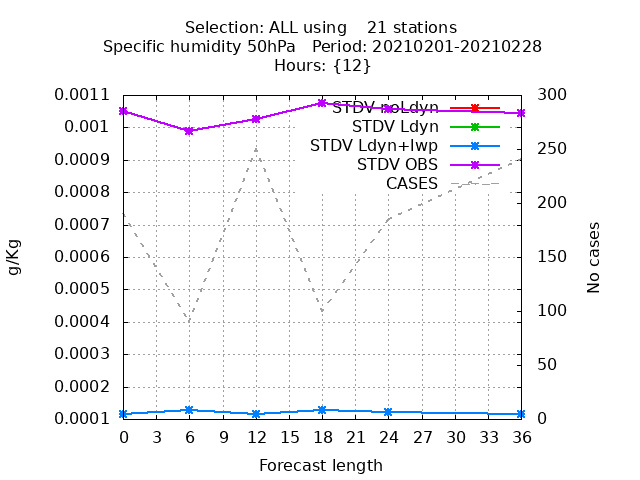 Selection: ALL using    21 stations
Specific humidity 50hPa   Period: 20210201-20210228
Hours: {12}
0.0011
0.001
0.0009
0.0008
0.0007
0.0006
0.0005
0.0004
0.0003
0.0002
0.0001
g/Kg
STDV noLdyn
STDV Ldyn
STDV Ldyn+lwp
STDV OBS
CASES
300
250
200
150
100
50
0
No cases
0 3 6 9 12 15 18 21 24 27 30 33 36
Forecast length